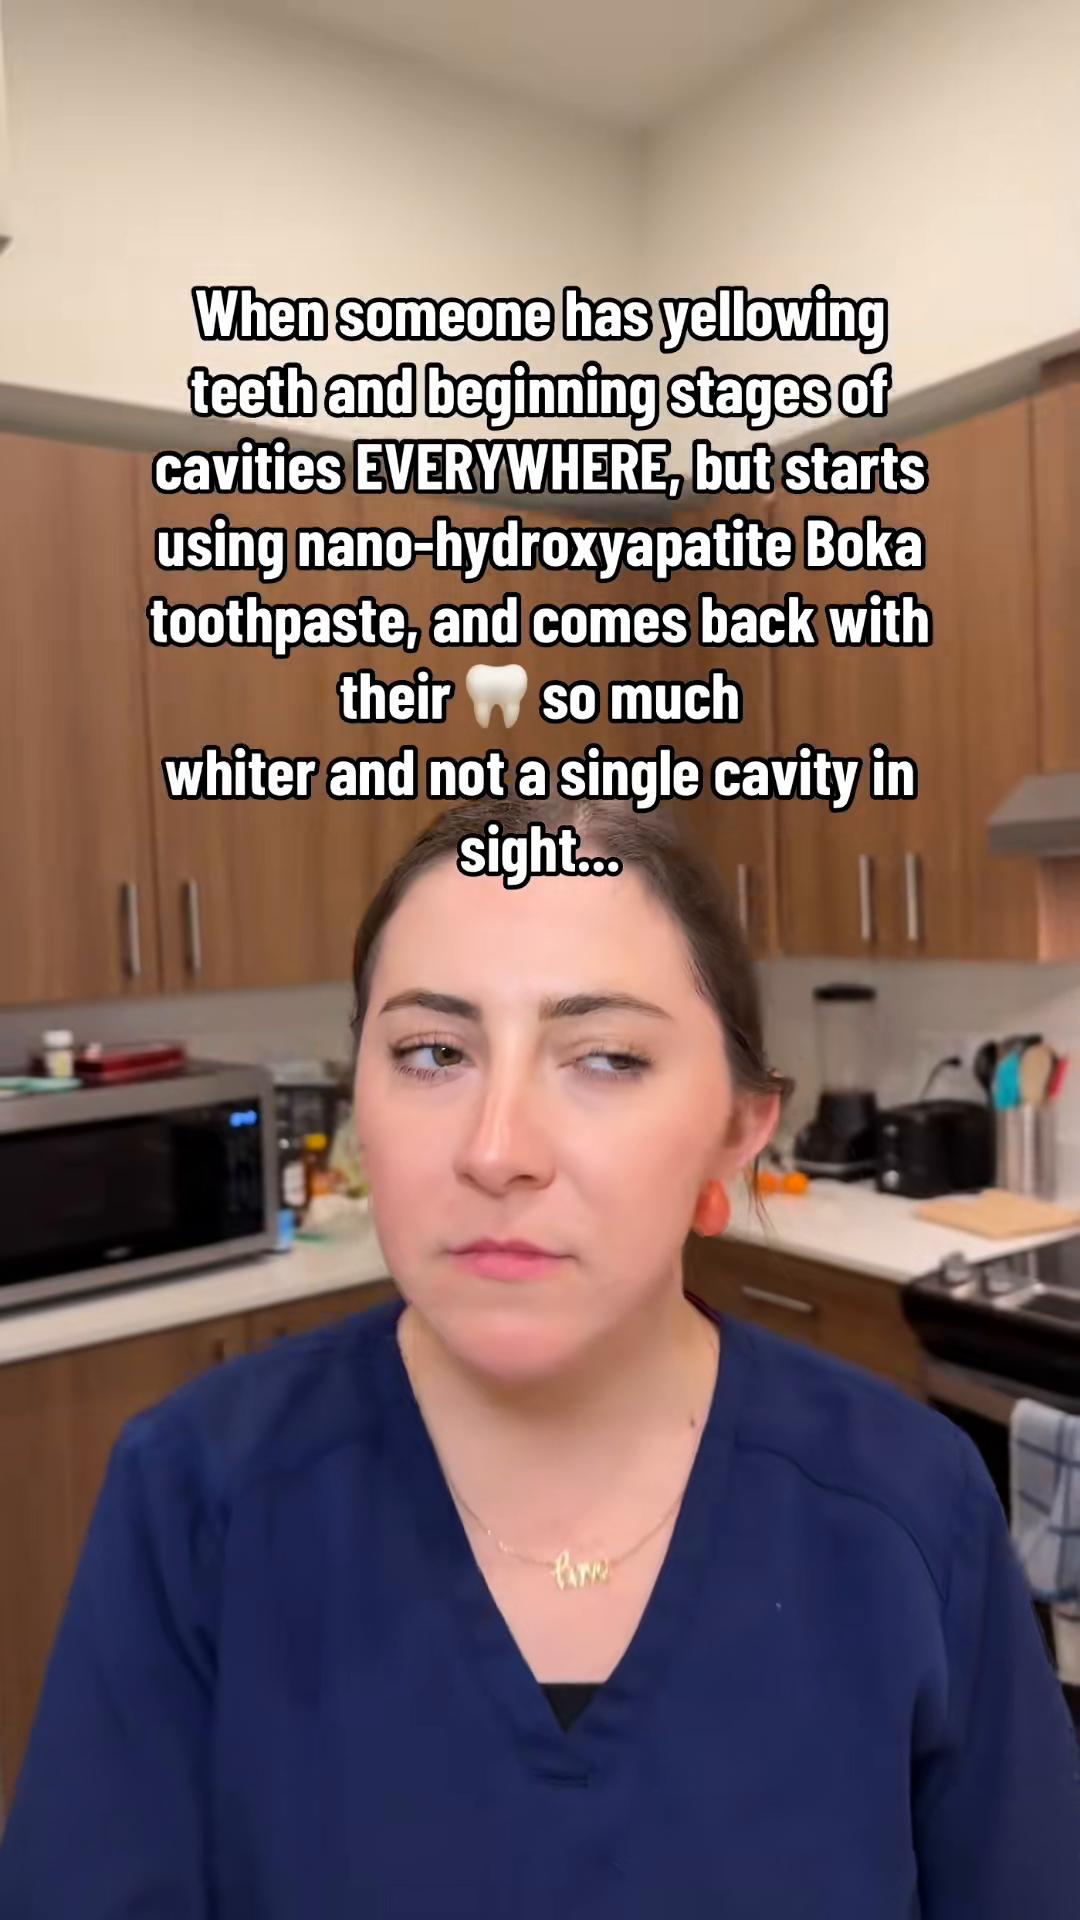 When someone has yellowing
teeth and beginning stages of
cavities EVERYWHERE, but starts
using nano-hydroxyapatite Boka
toothpaste, and comes back with
their 🦷 so much
whiter and not a single cavity in
sight...